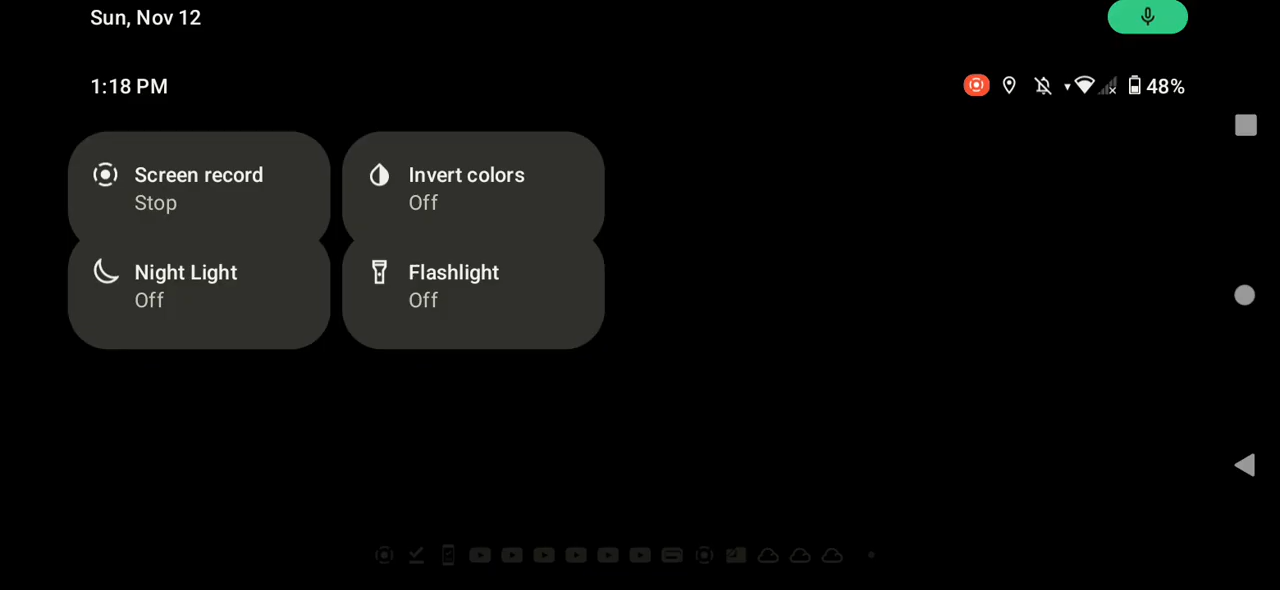 Sun, Nov 12
1:18 PM
48%
Screen record
Stop
Invert colors
Off
Night Light
Off
Flashlight
Off